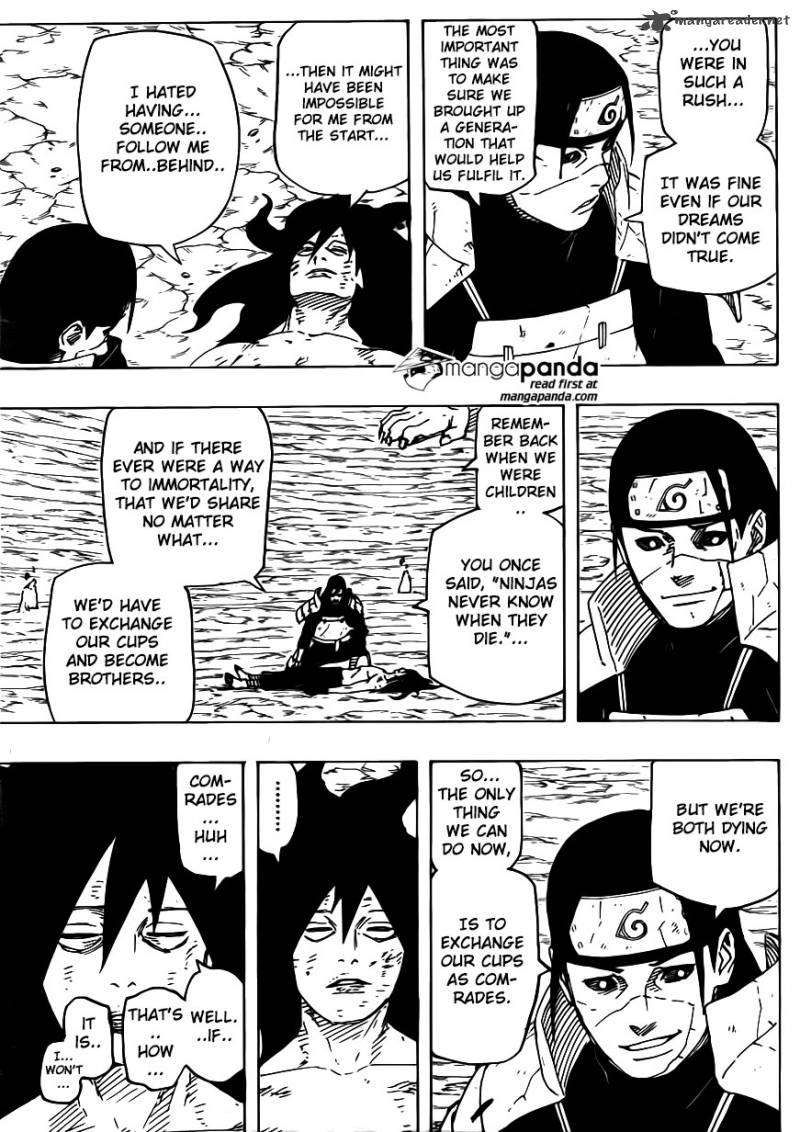 mangareader.net
...YOU
WERE IN
SUCH A
RUSH...
IT WAS FINE
EVEN IF OUR
DREAMS
DIDN'T COME
TRUE.
THE MOST
IMPORTANT
THING WAS
TO MAKE
SURE WE
BROUGHT UP
A GENERA-
TION THAT
WOULD HELP
US FULFIL IT.
...THEN IT MIGHT
HAVE BEEN
IMPOSSIBLE
FOR ME FROM
THE START...
I HATED
HAVING...
SOMEONE..
FOLLOW ME
FROM..BEHIND..
mangapanda
read first at
mangapanda.com
REMEM-
BER BACK
WHEN WE
WERE
CHILDREN
..
YOU ONCE
SAID, "NINJAS
NEVER KNOW
WHEN THEY
DIE."...
AND IF THERE
EVER WERE A WAY
TO IMMORTALITY,
THAT WE'D SHARE
NO MATTER
WHAT...
WE'D HAVE
TO EXCHANGE
OUR CUPS
AND BECOME
BROTHERS..
BUT WE'RE
BOTH DYING
NOW.
SO...
THE ONLY
THING
WE CAN
DO NOW,
IS TO
EXCHANGE
OUR CUPS
AS COM-
RADES.
.........
COM-
RADES
...
HUH
...
WELL.
..IF..
THAT'S
..
HOW
...
IT
IS..
I...
WON'T
...